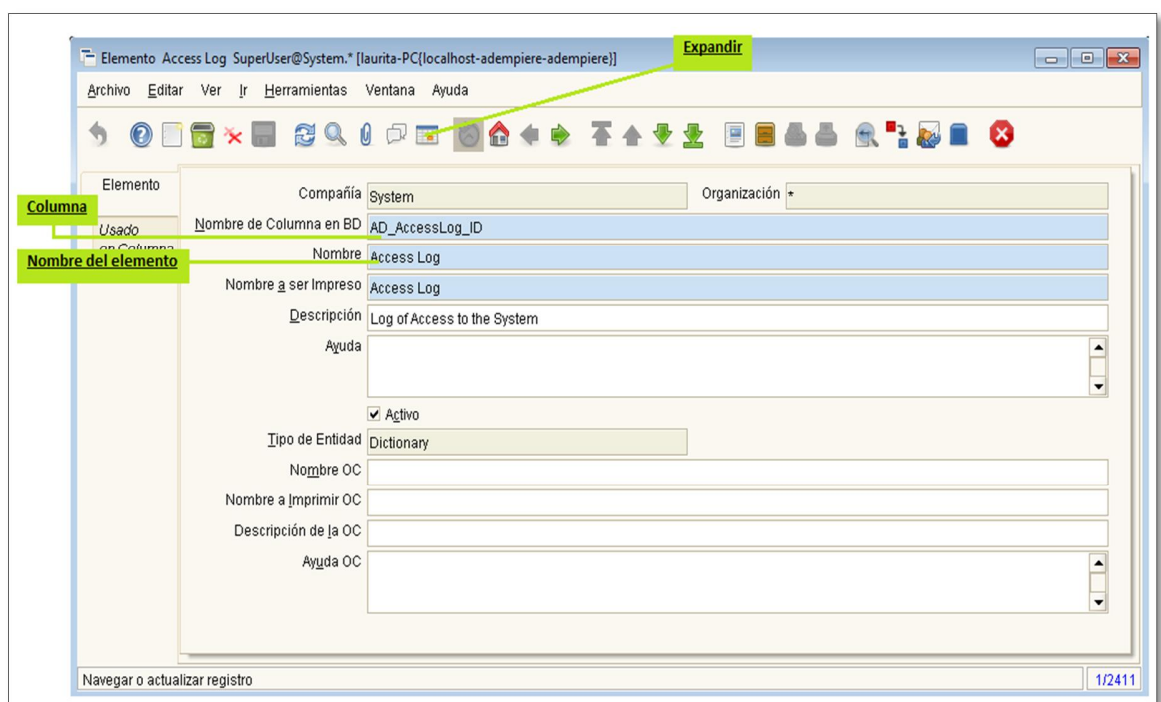 Expandir
Elemento Access Log SuperUser@System.* [laurita-PC{localhost-adempiere-adempiere}]
Archivo Editar Ver Ir Herramientas Ventana Ayuda
Elemento
Columna
Usado
en Columna
Nombre del elemento
Compañía System Organización *
Nombre de Columna en BD AD_AccessLog_ID
Nombre Access Log
Nombre a ser Impreso Access Log
Descripción Log of Access to the System
Ayuda
Activo
Tipo de Entidad Dictionary
Nombre OC
Nombre a Imprimir OC
Descripción de la OC
Ayuda OC
Navegar o actualizar registro 1/2411